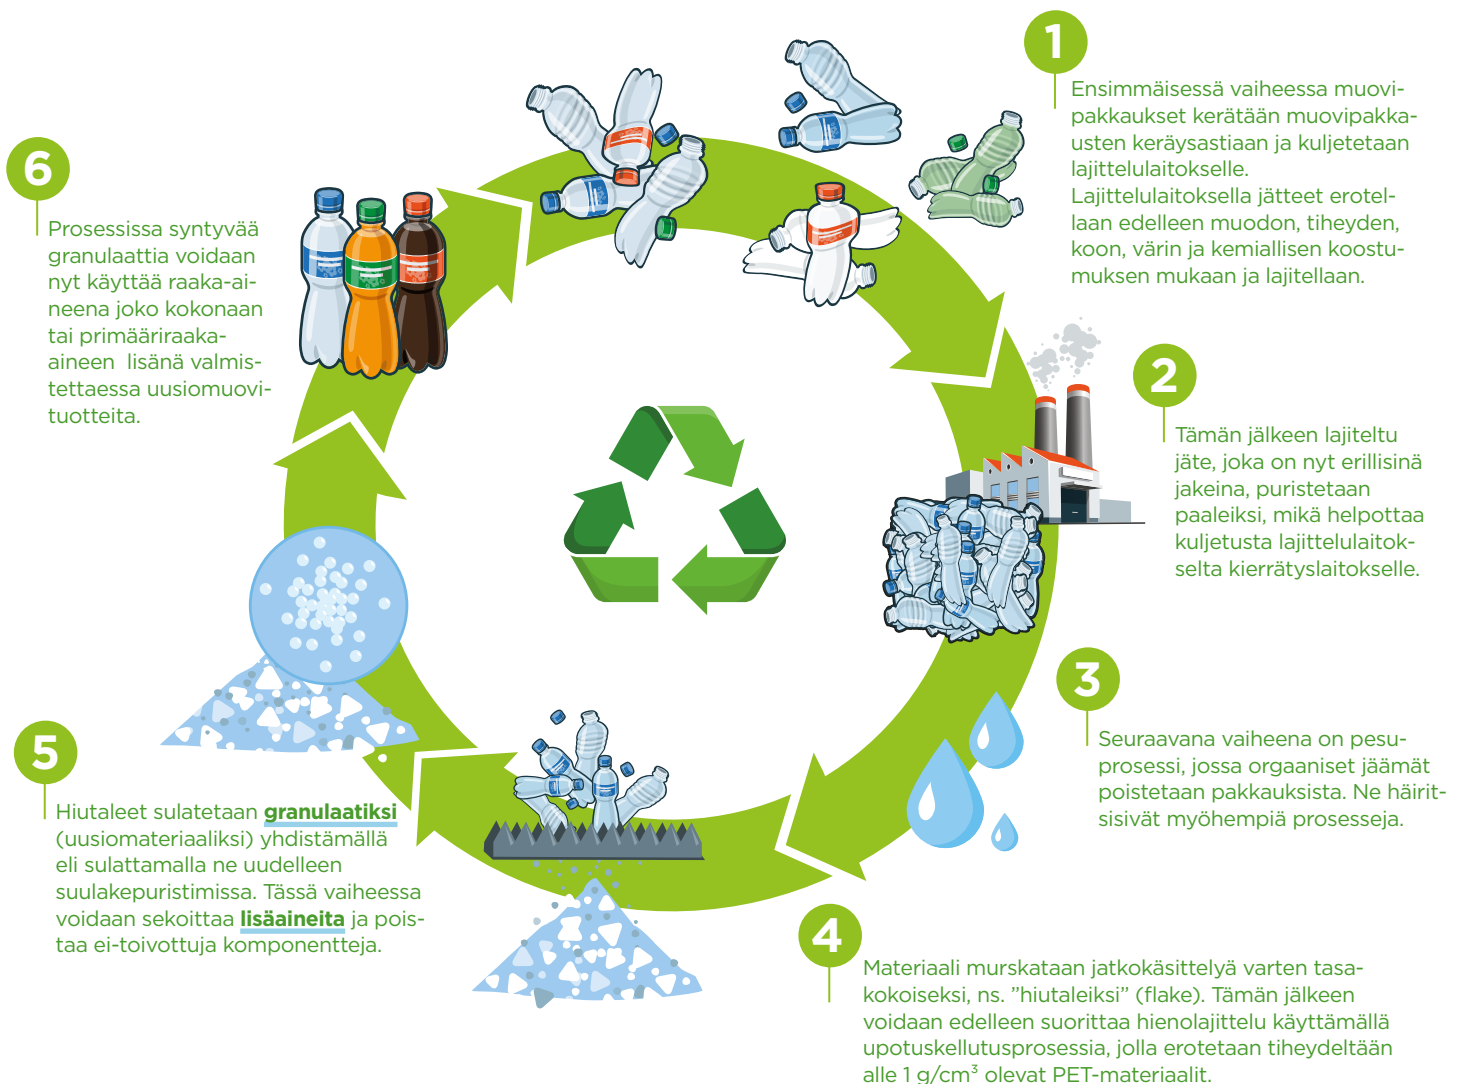 1
Ensimmäisessä vaiheessa muovi-
pakkaukset kerätään muovipakka-
usten keräysastiaan ja kuljetetaan
lajittelulaitokselle.
Lajittelulaitoksella jätteet erotel-
laan edelleen muodon, tiheyden,
koon, värin ja kemiallisen koostu-
muksen mukaan ja lajitellaan.
2
Tämän jälkeen lajiteltu
jäte, joka on nyt erillisinä
jakeina, puristetaan
paaleiksi, mikä helpottaa
kuljetusta lajittelulaitok-
selta kierrätyslaitokselle.
3
Seuraavana vaiheena on pesu-
prosessi, jossa orgaaniset jäämät
poistetaan pakkauksista. Ne häirit-
sisivät myöhempiä prosesseja.
4
Materiaali murskataan jatkokäsittelyä varten tasa-
kokoiseksi, ns. ”hiutaleiksi” (flake). Tämän jälkeen
voidaan edelleen suorittaa hienolajittelu käyttämällä
upotuskellutusprosessia, jolla erotetaan tiheydeltään
alle 1 g/cm³ olevat PET-materiaalit.
5
Hiutaleet sulatetaan granulaatiksi
(uusiomateriaaliksi) yhdistämällä
eli sulattamalla ne uudelleen
suulakepuristimissa. Tässä vaiheessa
voidaan sekoittaa lisäaineita ja pois-
taa ei-toivottuja komponentteja.
6
Prosessissa syntyvää
granulaattia voidaan
nyt käyttää raaka-ai-
neena joko kokonaan
tai primääriraaka-
aineen lisänä valmis-
tettaessa uusiomuovi-
tuotteita.